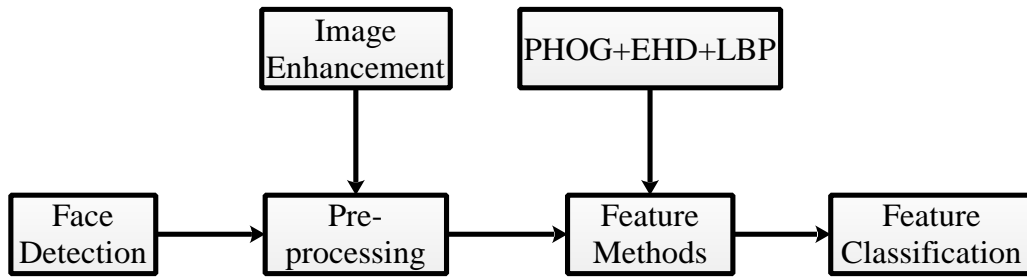 Image
Enhancement
PHOG+EHD+LBP
Face
Detection
Pre-
processing
Feature
Methods
Feature
Classification